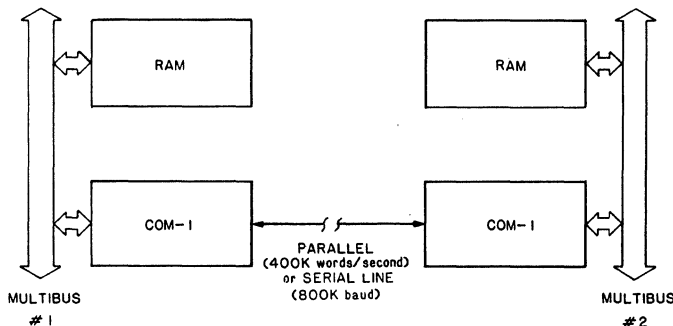 RAM
RAM
COM-1
COM-1
PARALLEL
(400K words/second)
or SERIAL LINE
(800K baud)
MULTIBUS
#1
MULTIBUS
#2